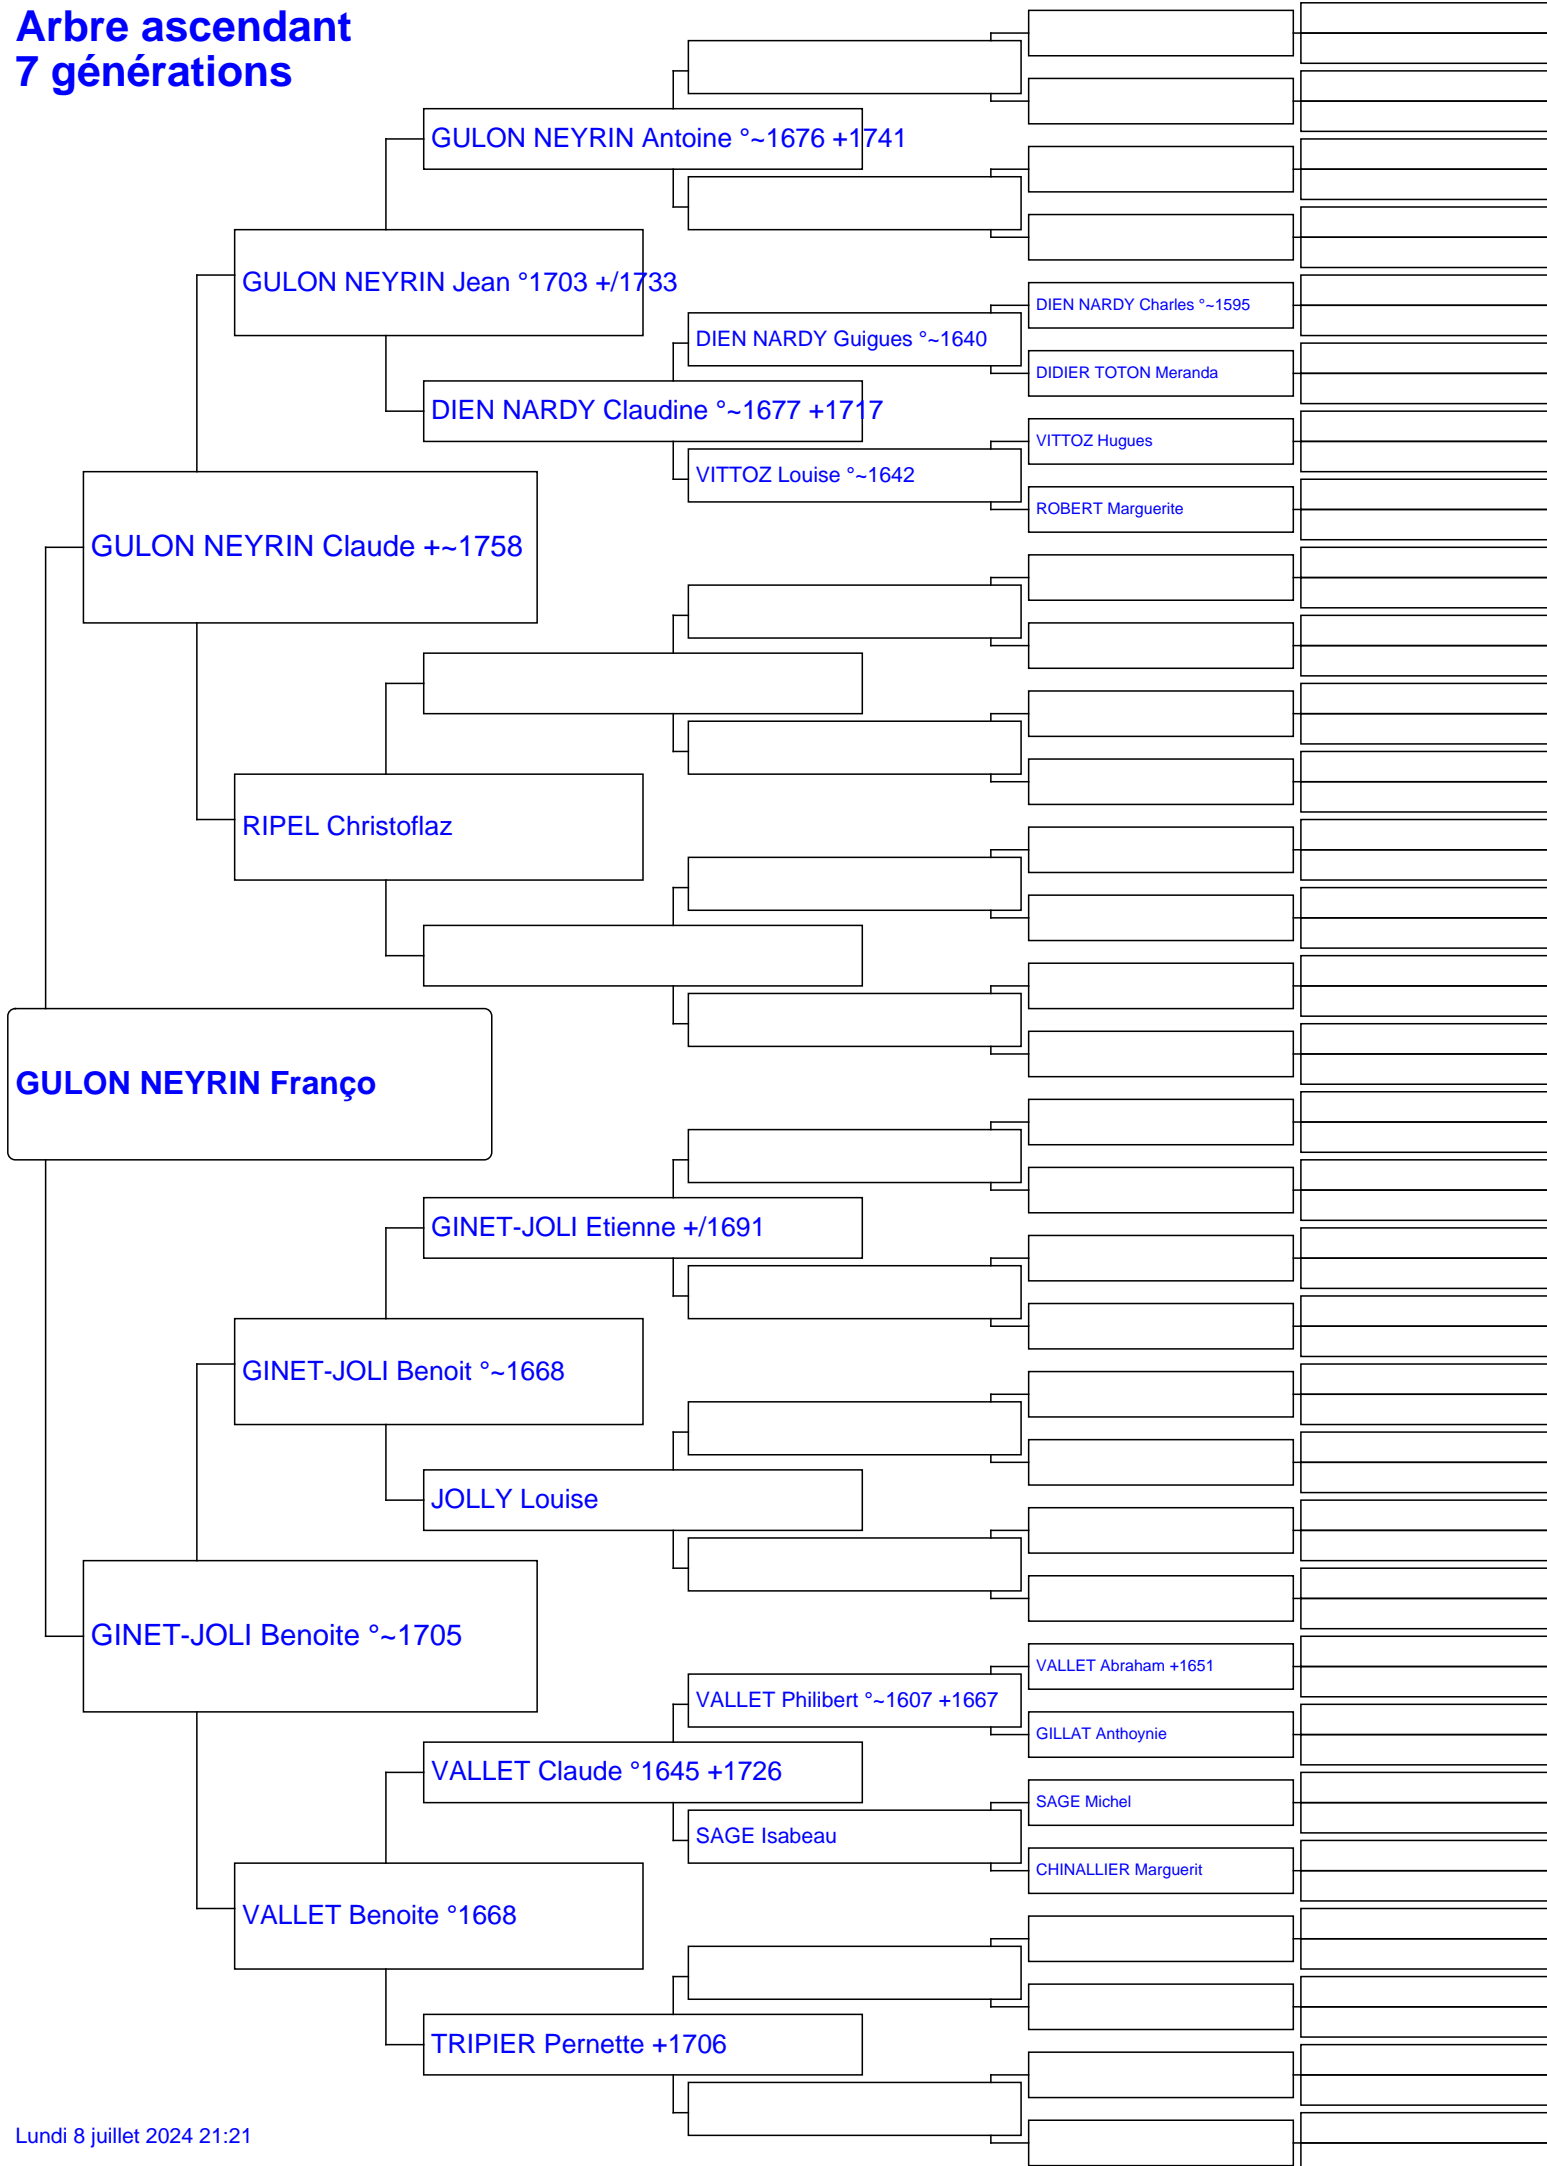 Arbre ascendant
7 générations
GULON NEYRIN Antoine °~1676 +1741
GULON NEYRIN Jean °1703 +/1733
DIEN NARDY Charles °~1595
DIEN NARDY Guigues °~1640
DIDIER TOTON Meranda
DIEN NARDY Claudine °~1677 +1717
VITTOZ Hugues
VITTOZ Louise °~1642
ROBERT Marguerite
GULON NEYRIN Claude +~1758
RIPEL Christoflaz
GULON NEYRIN Franço
GINET-JOLI Etienne +/1691
GINET-JOLI Benoit °~1668
JOLLY Louise
GINET-JOLI Benoite °~1705
VALLET Abraham +1651
VALLET Philibert °~1607 +1667
GILLAT Anthoynie
VALLET Claude °1645 +1726
SAGE Michel
SAGE Isabeau
CHINALLIER Marguerit
VALLET Benoite °1668
TRIPIER Pernette +1706
Lundi 8 juillet 2024 21:21